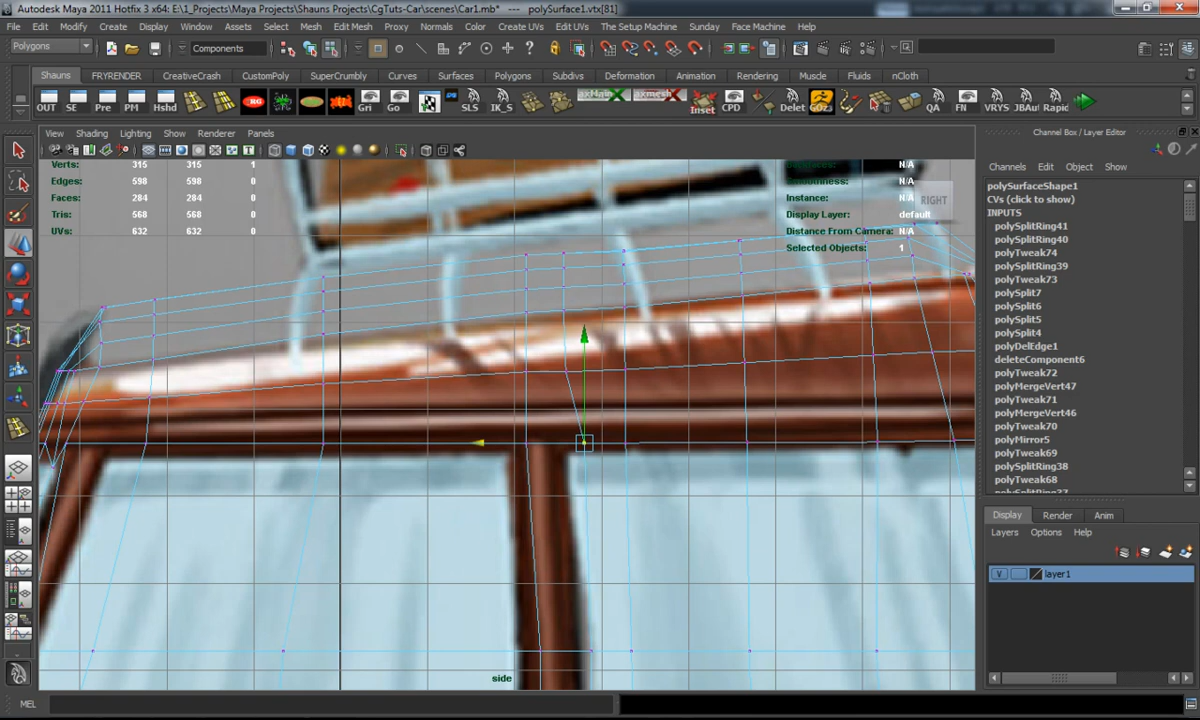 Autodesk Maya 2011 Hotfix 3 x64: E:\1_Projects\Maya Projects\Shauns Projects\CgTuts-Car\scenes\Car1.mb* --- polySurface1.vtx[81]
File Edit Modify Create Display Window Assets Select Mesh Edit Mesh Proxy Normals Color Create UVs Edit UVs The Setup Machine Sunday Face Machine Help
Polygons Components
Shauns FRYRENDER CreativeCrash CustomPoly SuperCrumbly Curves Surfaces Polygons Subdivs Deformation Animation Rendering Muscle Fluids nCloth
OUT SE Pre PM Hshd Gri Go SLS IK_S axMain axmesh Inset CPD Delet GOz3 QA FN VRYS JBAut Rapid
View Shading Lighting Show Renderer Panels
Channel Box / Layer Editor
Channels Edit Object Show
Verts: 315 315 1
Edges: 598 598 0
Faces: 284 284 0
Tris: 568 568 0
UVs: 632 632 0
N/A
N/A
Instance: N/A
Display Layer: default
Distance From Camera: N/A
Selected Objects: 1
RIGHT
polySurfaceShape1
CVs (click to show)
INPUTS
polySplitRing41
polySplitRing40
polyTweak74
polySplitRing39
polyTweak73
polySplit7
polySplit6
polySplit5
polySplit4
polyDelEdge1
deleteComponent6
polyTweak72
polyMergeVert47
polyTweak71
polyMergeVert46
polyTweak70
polyMirror5
polyTweak69
polySplitRing38
polyTweak68
Display Render Anim
Layers Options Help
V layer1
side
MEL